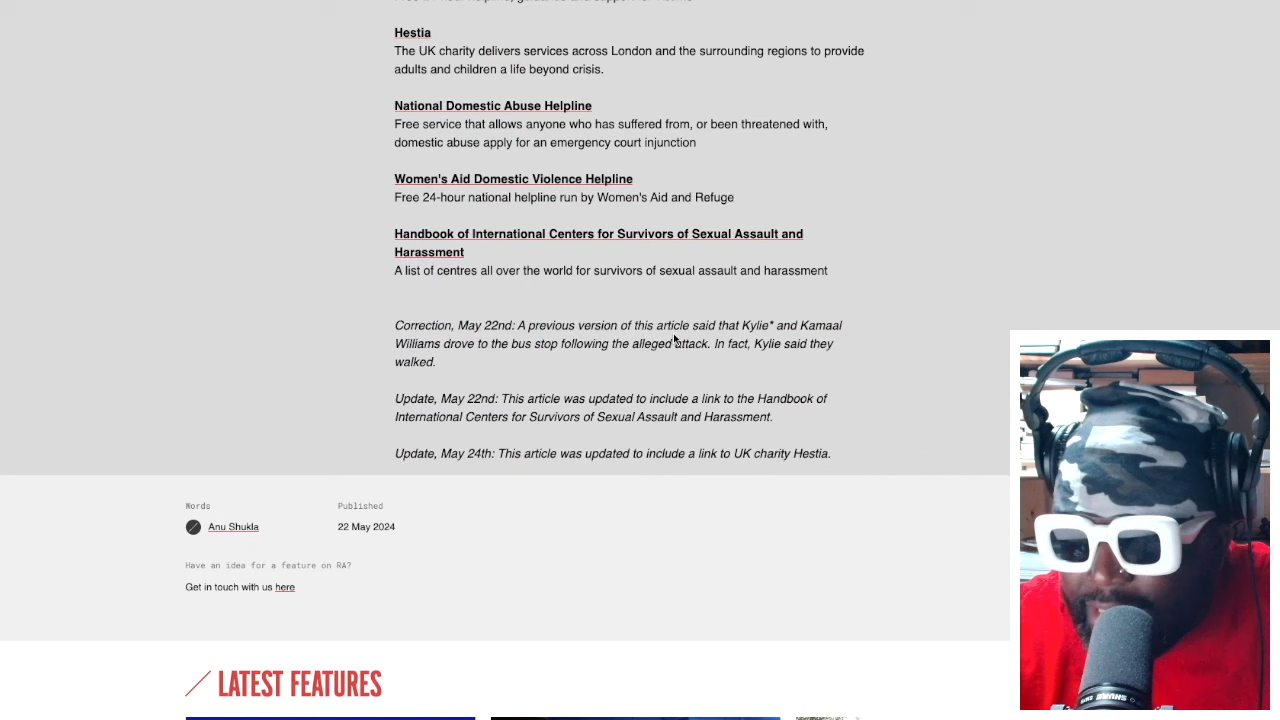 Hestia
The UK charity delivers services across London and the surrounding regions to provide
adults and children a life beyond crisis.
National Domestic Abuse Helpline
Free service that allows anyone who has suffered from, or been threatened with,
domestic abuse apply for an emergency court injunction
Women's Aid Domestic Violence Helpline
Free 24-hour national helpline run by Women's Aid and Refuge
Handbook of International Centers for Survivors of Sexual Assault and
Harassment
A list of centres all over the world for survivors of sexual assault and harassment
Correction, May 22nd: A previous version of this article said that Kylie* and Kamaal
Williams drove to the bus stop following the alleged attack. In fact, Kylie said they
walked.
Update, May 22nd: This article was updated to include a link to the Handbook of
International Centers for Survivors of Sexual Assault and Harassment.
Update, May 24th: This article was updated to include a link to UK charity Hestia.
Words
Published
Anu Shukla
22 May 2024
Have an idea for a feature on RA?
Get in touch with us here
LATEST FEATURES
SHURE